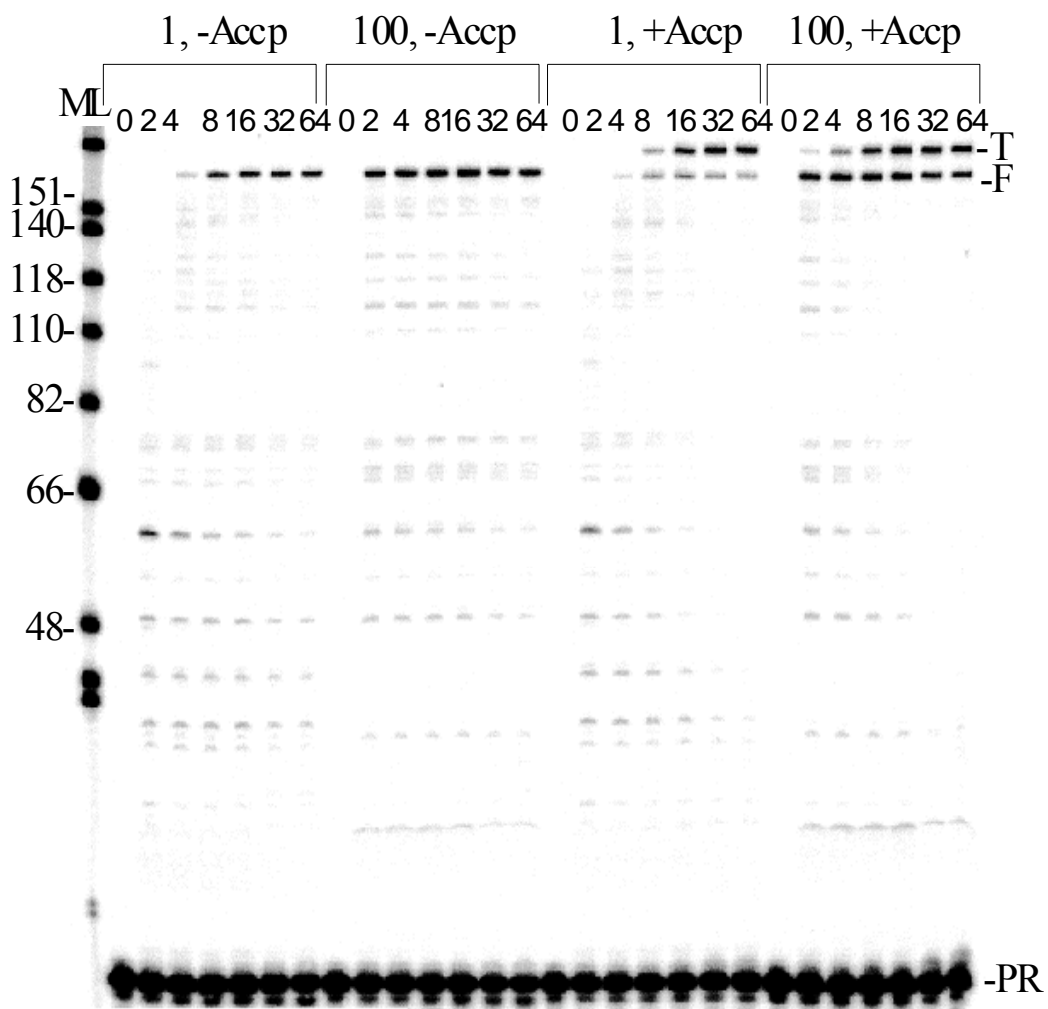 1, -Accp 100, -Accp 1, +Accp 100, +Accp
ML 0 2 4 8 16 32 64 0 2 4 8 16 32 64 0 2 4 8 16 32 64 0 2 4 8 16 32 64
-T
-F
151-
140-
118-
110-
82-
66-
48-
-PR